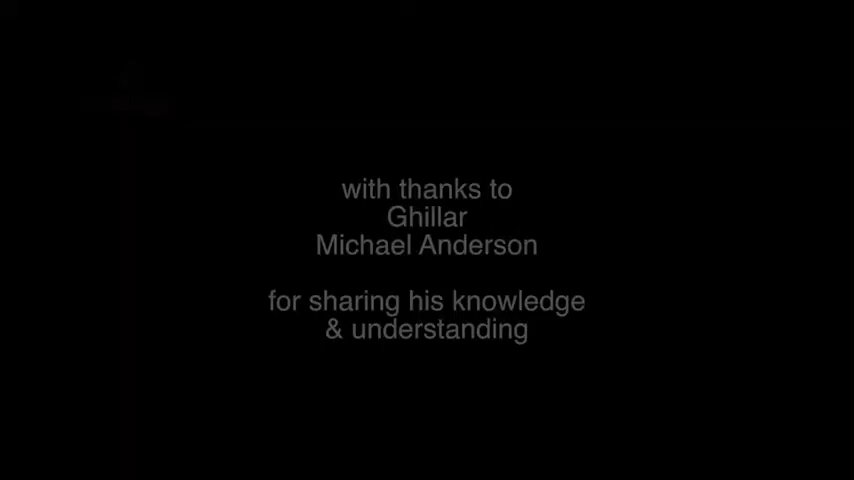 with thanks to
Ghillar
Michael Anderson
for sharing his knowledge
& understanding